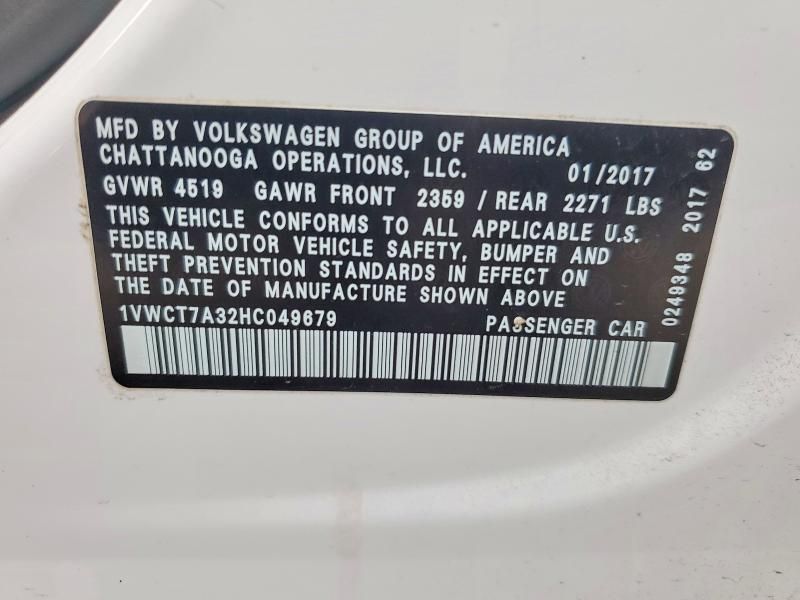 MFD BY VOLKSWAGEN GROUP OF AMERICA
CHATTANOOGA OPERATIONS, LLC. 01/2017
GVWR 4519 GAWR FRONT 2359 / REAR 2271 LBS
THIS VEHICLE CONFORMS TO ALL APPLICABLE U.S.
FEDERAL MOTOR VEHICLE SAFETY, BUMPER AND
THEFT PREVENTION STANDARDS IN EFFECT ON
THE DATE OF MANUFACTURE SHOWN ABOVE
1VWCT7A32HC049679 PASSENGER CAR
0249348 2017 62